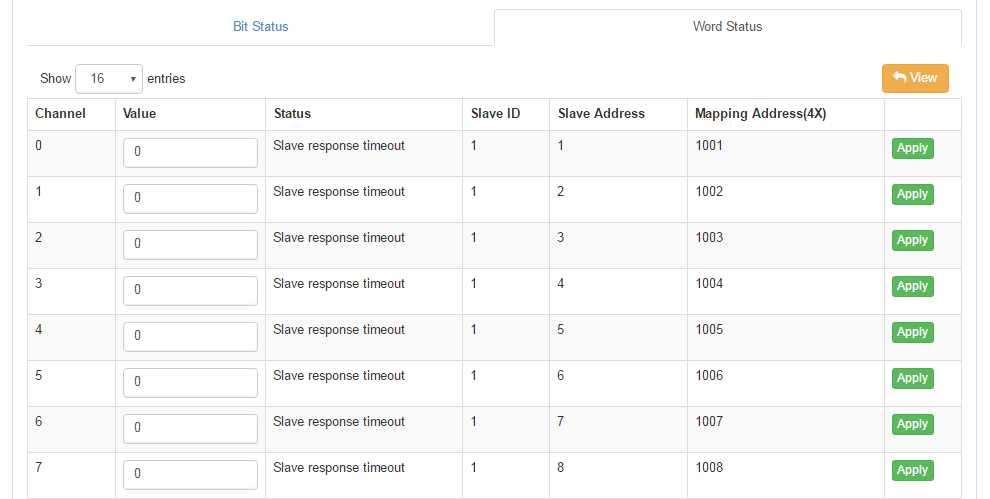 Bit Status Word Status
Show 16 entries View
Channel Value Status Slave ID Slave Address Mapping Address(4X)
0 0 Slave response timeout 1 1 1001 Apply
1 0 Slave response timeout 1 2 1002 Apply
2 0 Slave response timeout 1 3 1003 Apply
3 0 Slave response timeout 1 4 1004 Apply
4 0 Slave response timeout 1 5 1005 Apply
5 0 Slave response timeout 1 6 1006 Apply
6 0 Slave response timeout 1 7 1007 Apply
7 0 Slave response timeout 1 8 1008 Apply